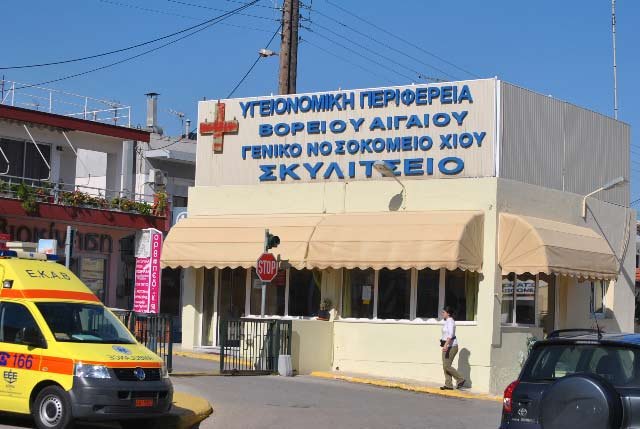 ΥΓΕΙΟΝΟΜΙΚΗ ΠΕΡΙΦΕΡΕΙΑ
ΒΟΡΕΙΟΥ ΑΙΓΑΙΟΥ
ΓΕΝΙΚΟ ΝΟΣΟΚΟΜΕΙΟ ΧΙΟΥ
ΣΚΥΛΙΤΣΕΙΟ
STOP
Ε.Κ.Α.Β
166